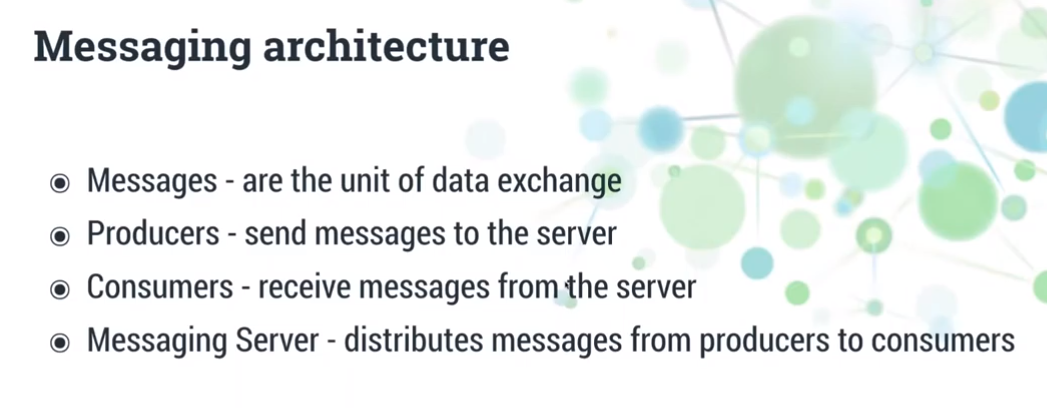 Messaging architecture
Messages - are the unit of data exchange
Producers - send messages to the server
Consumers - receive messages from the server
Messaging Server - distributes messages from producers to consumers